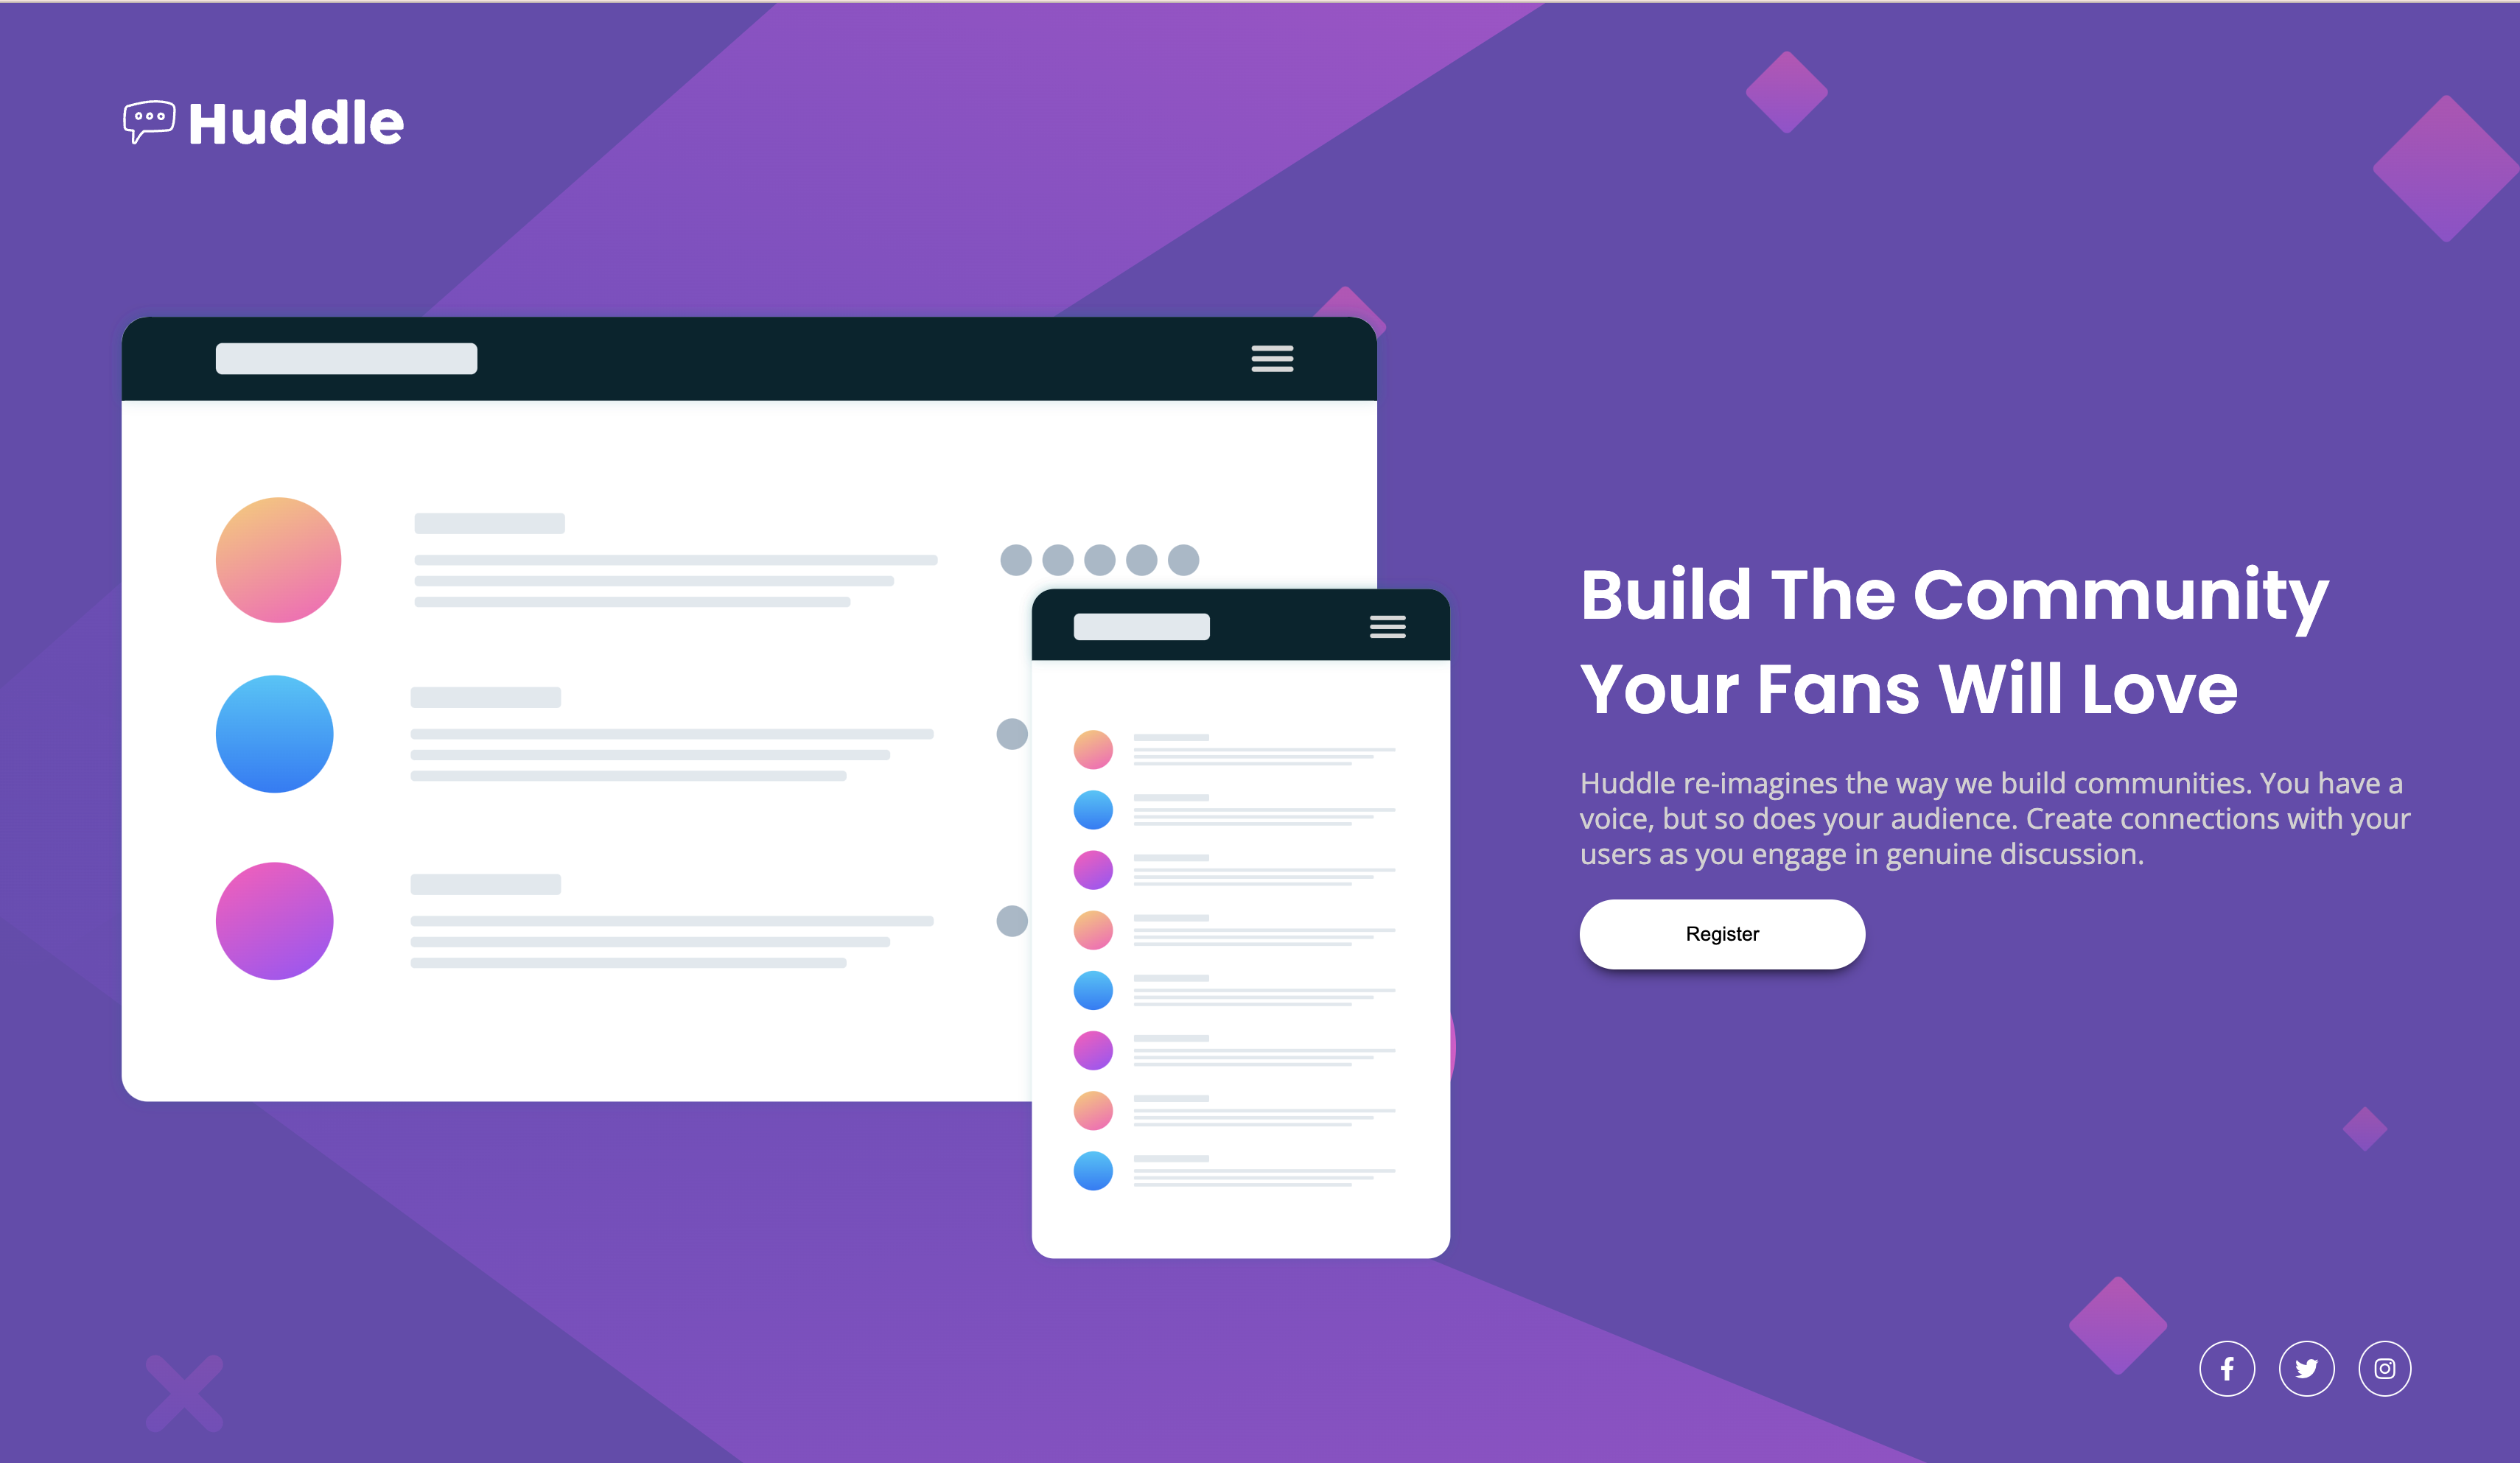 Huddle
Build The Community
Your Fans Will Love
Huddle re-imagines the way we build communities. You have a
voice, but so does your audience. Create connections with your
users as you engage in genuine discussion.
Register